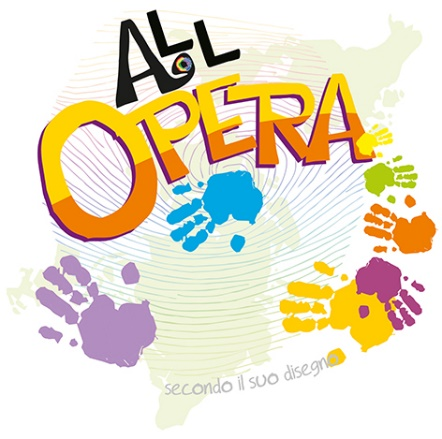 ALL
OPERA
secondo il suo disegno